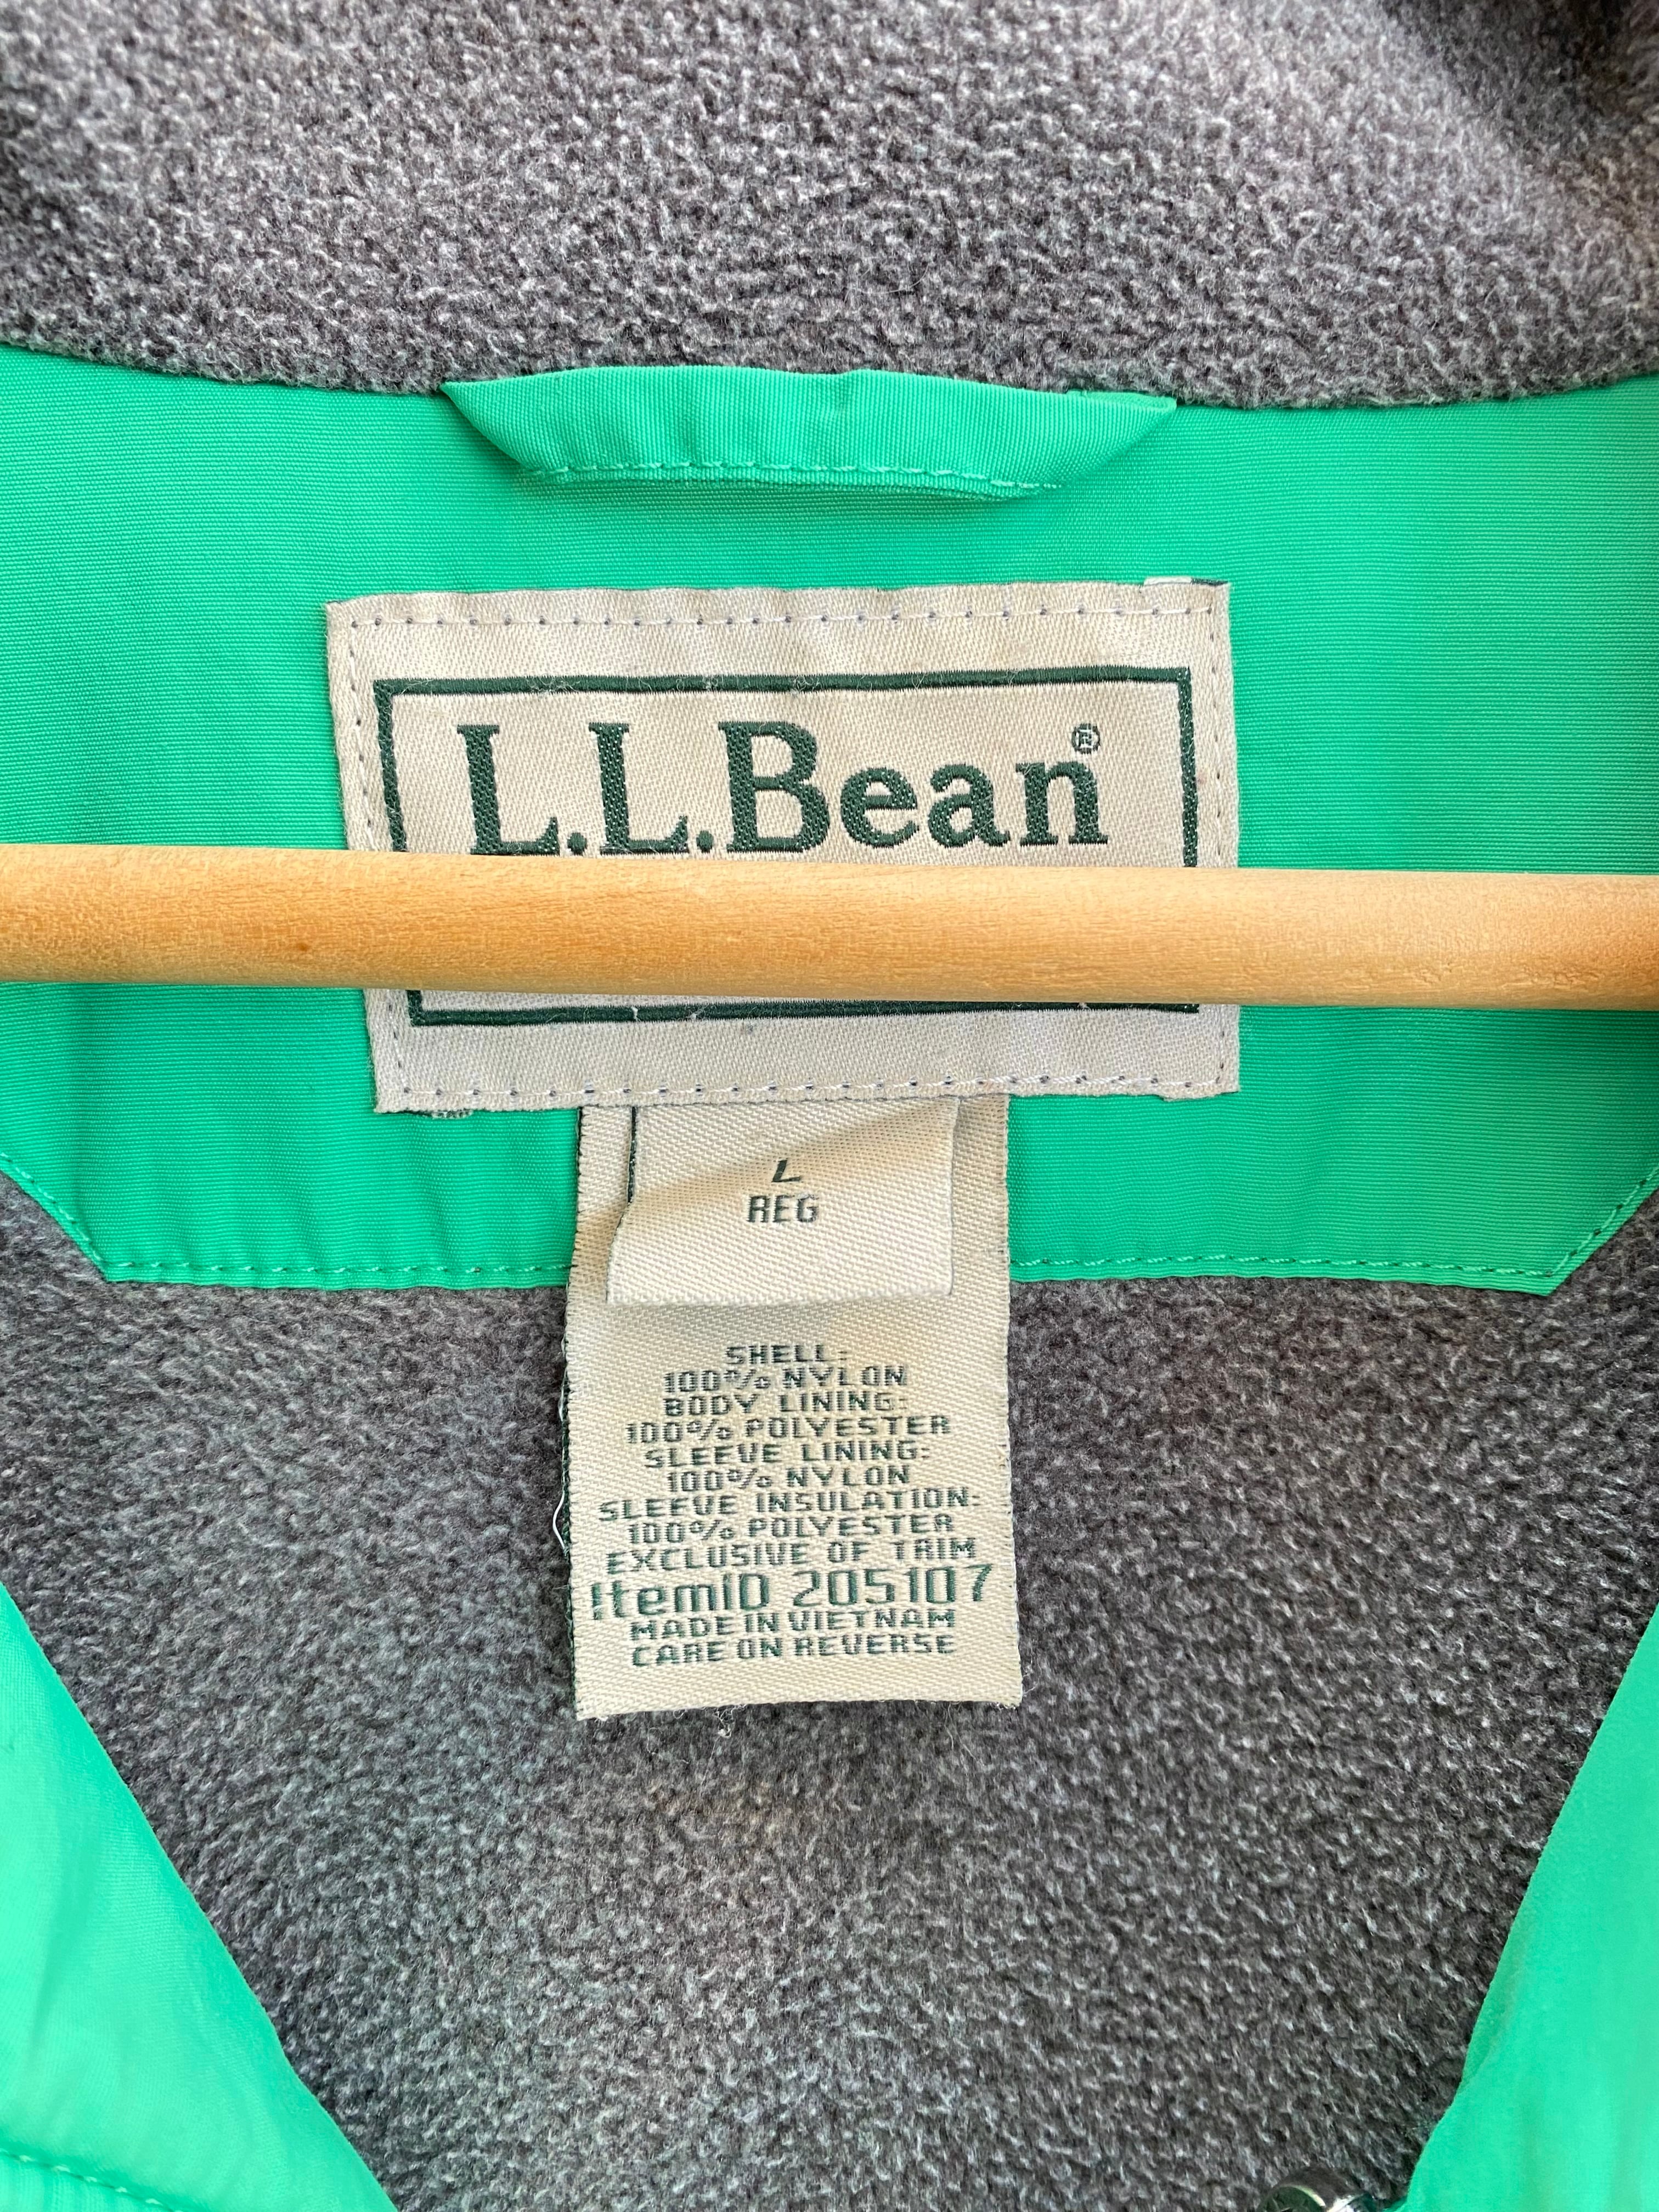 L.L.Bean®
L
REG
SHELL:
100% NYLON
BODY LINING:
100% POLYESTER
SLEEVE LINING:
100% NYLON
SLEEVE INSULATION:
100% POLYESTER
EXCLUSIVE OF TRIM
ItemID 205107
MADE IN VIETNAM
CARE ON REVERSE